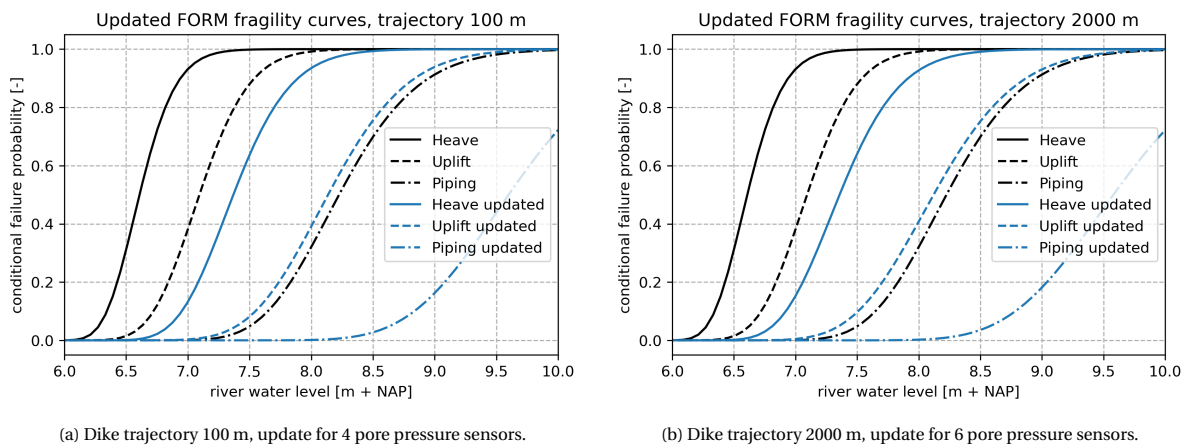 Updated FORM fragility curves, trajectory 100 m
conditional failure probability [-]
1.0
0.8
0.6
0.4
0.2
0.0
Heave
Uplift
Piping
Heave updated
Uplift updated
Piping updated
6.0 6.5 7.0 7.5 8.0 8.5 9.0 9.5 10.0
river water level [m + NAP]
(a) Dike trajectory 100 m, update for 4 pore pressure sensors.
Updated FORM fragility curves, trajectory 2000 m
conditional failure probability [-]
1.0
0.8
0.6
0.4
0.2
0.0
Heave
Uplift
Piping
Heave updated
Uplift updated
Piping updated
6.0 6.5 7.0 7.5 8.0 8.5 9.0 9.5 10.0
river water level [m + NAP]
(b) Dike trajectory 2000 m, update for 6 pore pressure sensors.